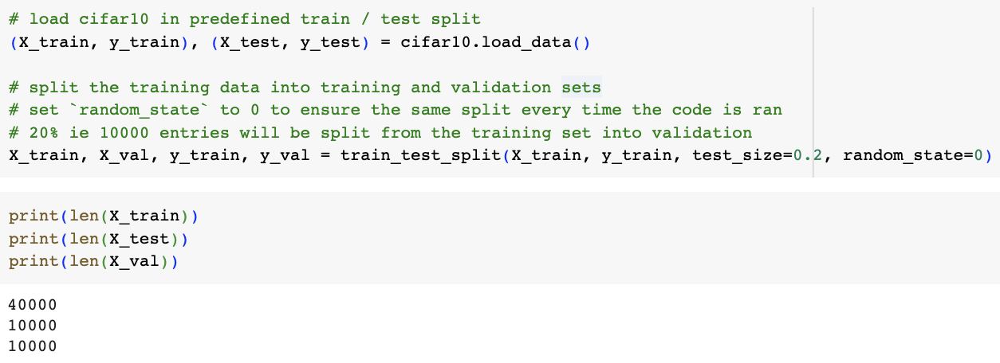 # load cifar10 in predefined train / test split
(X_train, y_train), (X_test, y_test) = cifar10.load_data()
# split the training data into training and validation sets
# set `random_state` to 0 to ensure the same split every time the code is ran
# 20% ie 10000 entries will be split from the training set into validation
X_train, X_val, y_train, y_val = train_test_split(X_train, y_train, test_size=0.2, random_state=0)
print(len(X_train))
print(len(X_test))
print(len(X_val))
40000
10000
10000